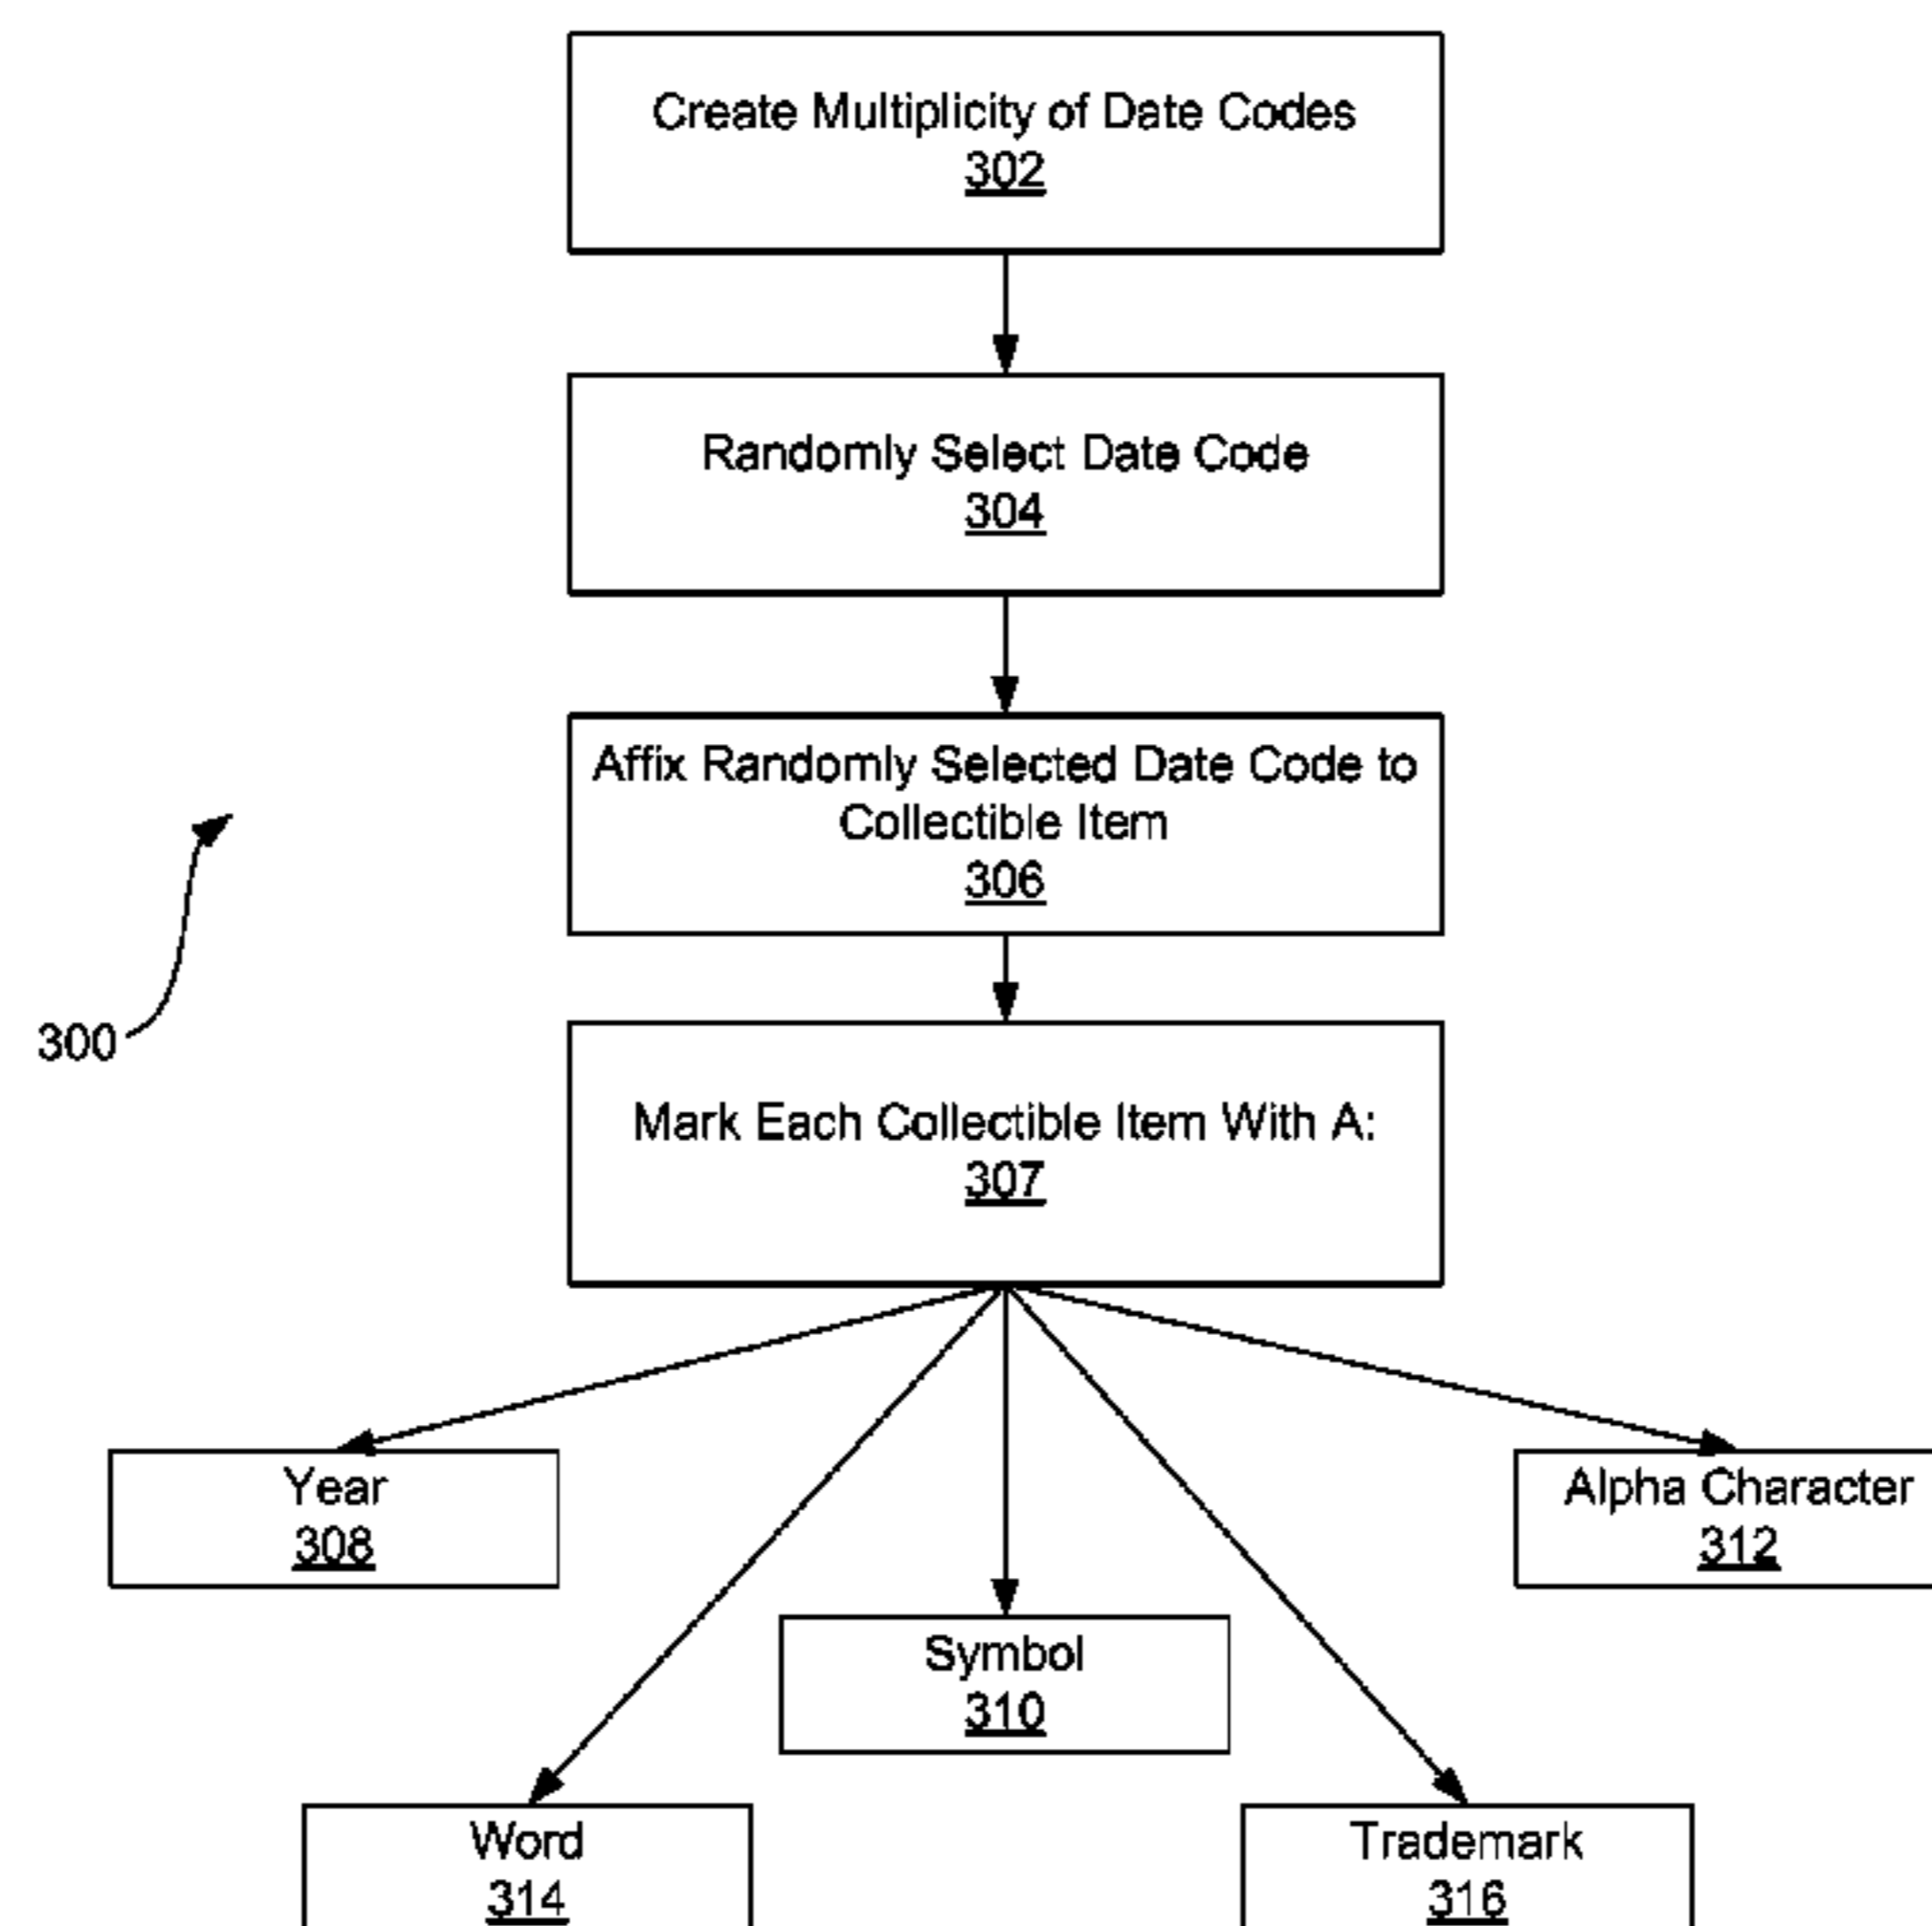 Create Multiplicity of Date Codes
302
Randomly Select Date Code
304
Affix Randomly Selected Date Code to
Collectible Item
306
300
Mark Each Collectible Item With A:
307
Year
308
Alpha Character
312
Symbol
310
Word
314
Trademark
316